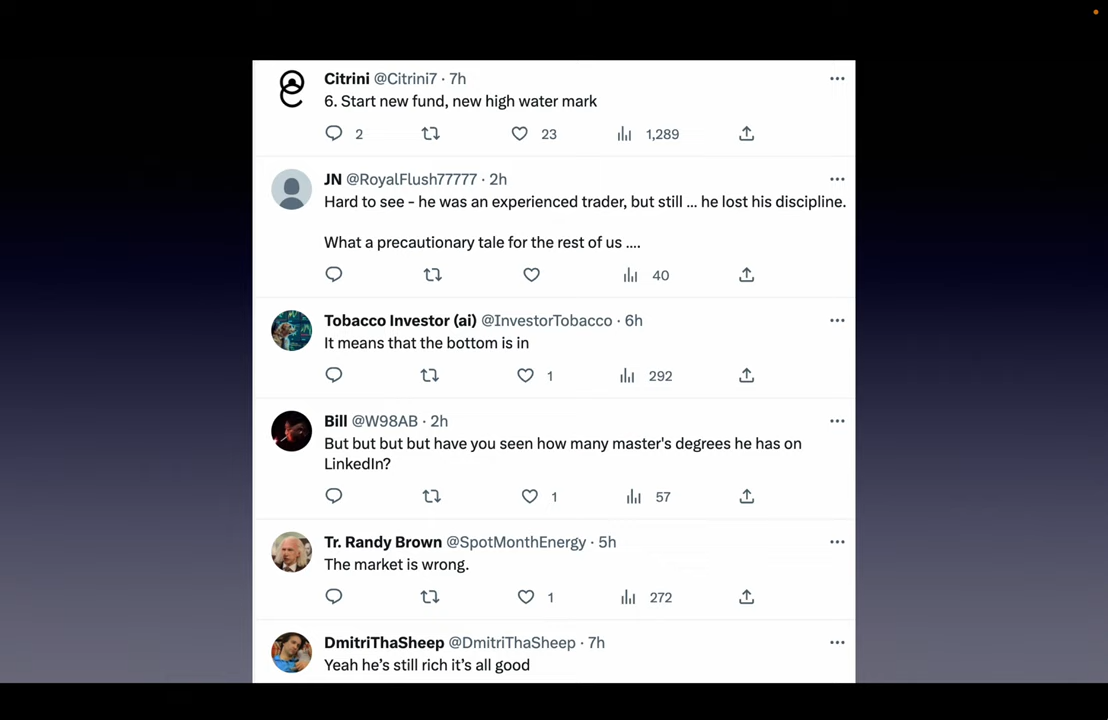 Citrini @Citrini7 · 7h
6. Start new fund, new high water mark
2 23 1,289
JN @RoyalFlush77777 · 2h
Hard to see - he was an experienced trader, but still ... he lost his discipline.
What a precautionary tale for the rest of us ....
40
Tobacco Investor (ai) @InvestorTobacco · 6h
It means that the bottom is in
1 292
Bill @W98AB · 2h
But but but but have you seen how many master's degrees he has on
LinkedIn?
1 57
Tr. Randy Brown @SpotMonthEnergy · 5h
The market is wrong.
1 272
DmitriThaSheep @DmitriThaSheep · 7h
Yeah he’s still rich it’s all good